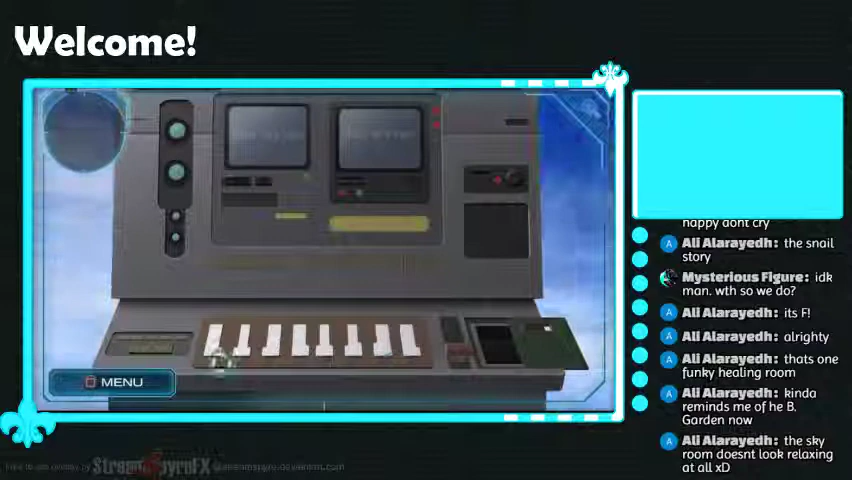 Welcome!
MENU
happy dont cry
Ali Alarayedh: the snail
story
Mysterious Figure: idk
man. wth so we do?
Ali Alarayedh: its F!
Ali Alarayedh: alrighty
Ali Alarayedh: thats one
funky healing room
Ali Alarayedh: kinda
reminds me of he B.
Garden now
Ali Alarayedh: the sky
room doesnt look relaxing
at all xD
StreamSpyroFX